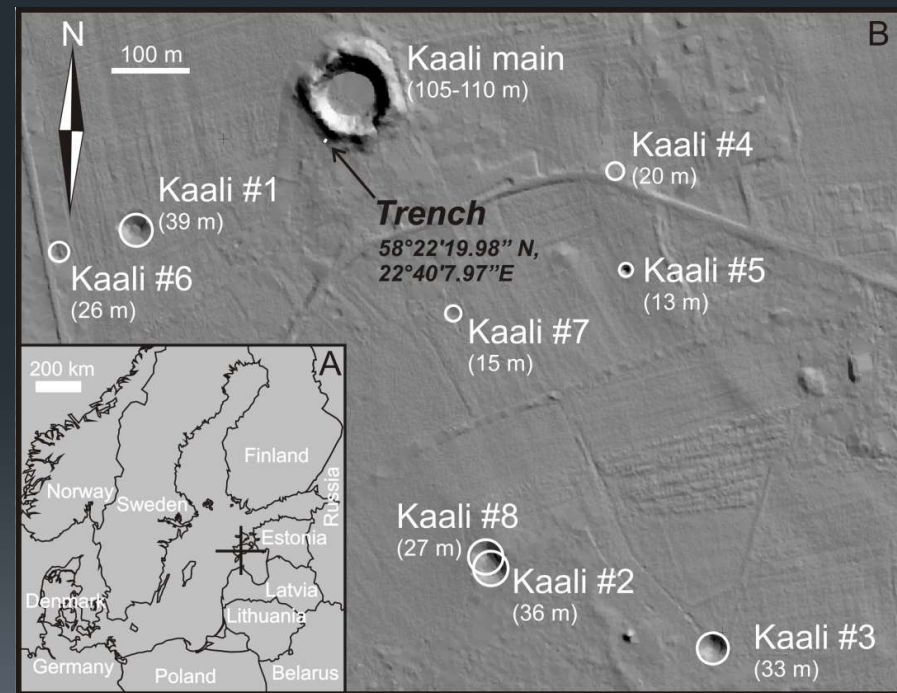 N
100 m
B
Kaali main
(105-110 m)
Kaali #4
(20 m)
Kaali #1
(39 m)
Trench
58°22'19.98” N,
22°40'7.97”E
Kaali #6
(26 m)
Kaali #5
(13 m)
Kaali #7
(15 m)
A
200 km
Finland
Norway
Sweden
Russia
Estonia
Latvia
Denmark
Lithuania
Germany
Poland
Belarus
Kaali #8
(27 m)
Kaali #2
(36 m)
Kaali #3
(33 m)